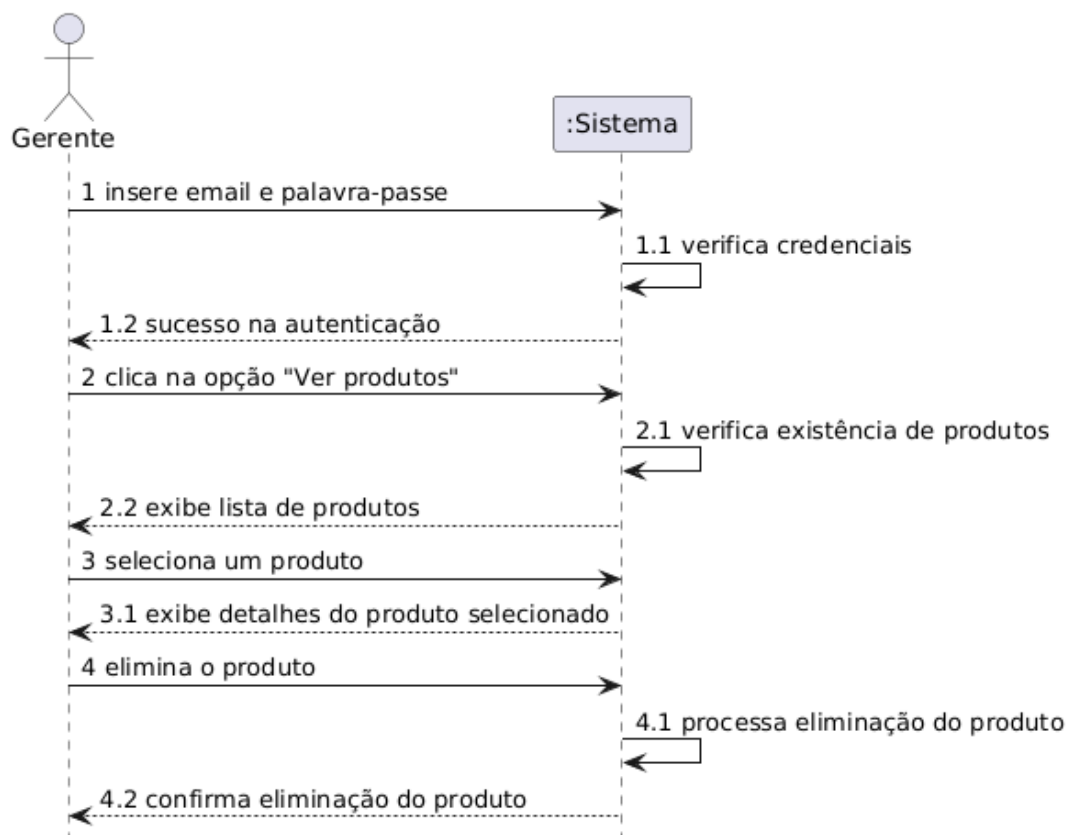 Gerente
:Sistema
1 insere email e palavra-passe
1.1 verifica credenciais
1.2 sucesso na autenticação
2 clica na opção "Ver produtos"
2.1 verifica existência de produtos
2.2 exibe lista de produtos
3 seleciona um produto
3.1 exibe detalhes do produto selecionado
4 elimina o produto
4.1 processa eliminação do produto
4.2 confirma eliminação do produto